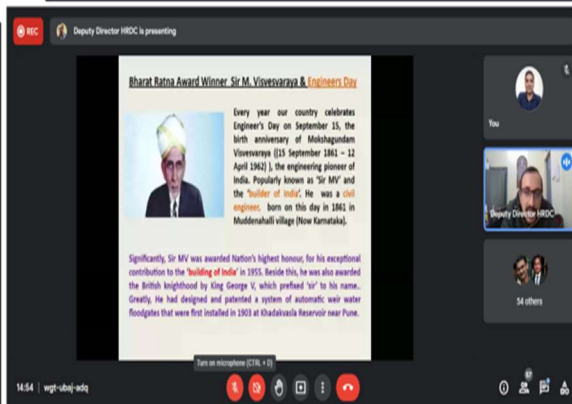 REC
Deputy Director HRDC is presenting
Bharat Ratna Award Winner Sir M. Visvesvaraya & Engineers Day
Every year our country celebrates
Engineer's Day on September 15, the
birth anniversary of Mokshagundam
Visvesvaraya ((15 September 1861 – 12
April 1962) ), the engineering pioneer of
India. Popularly known as 'Sir MV' and
the 'builder of India'. He was a civil
engineer, born on this day in 1861 in
Muddenahalli village (Now Karnataka).
Significantly, Sir MV was awarded Nation's highest honour, for his exceptional
contribution to the 'building of India' in 1955. Beside this, he was also awarded
the British knighthood by King George V, which prefixed 'sir' to his name..
Greatly, He had designed and patented a system of automatic weir water
floodgates that were first installed in 1903 at Khadakvasla Reservoir near Pune.
You
Deputy Director HRDC
54 others
Turn on microphone (CTRL + D)
14:54 | wgt-ubaj-adq
57